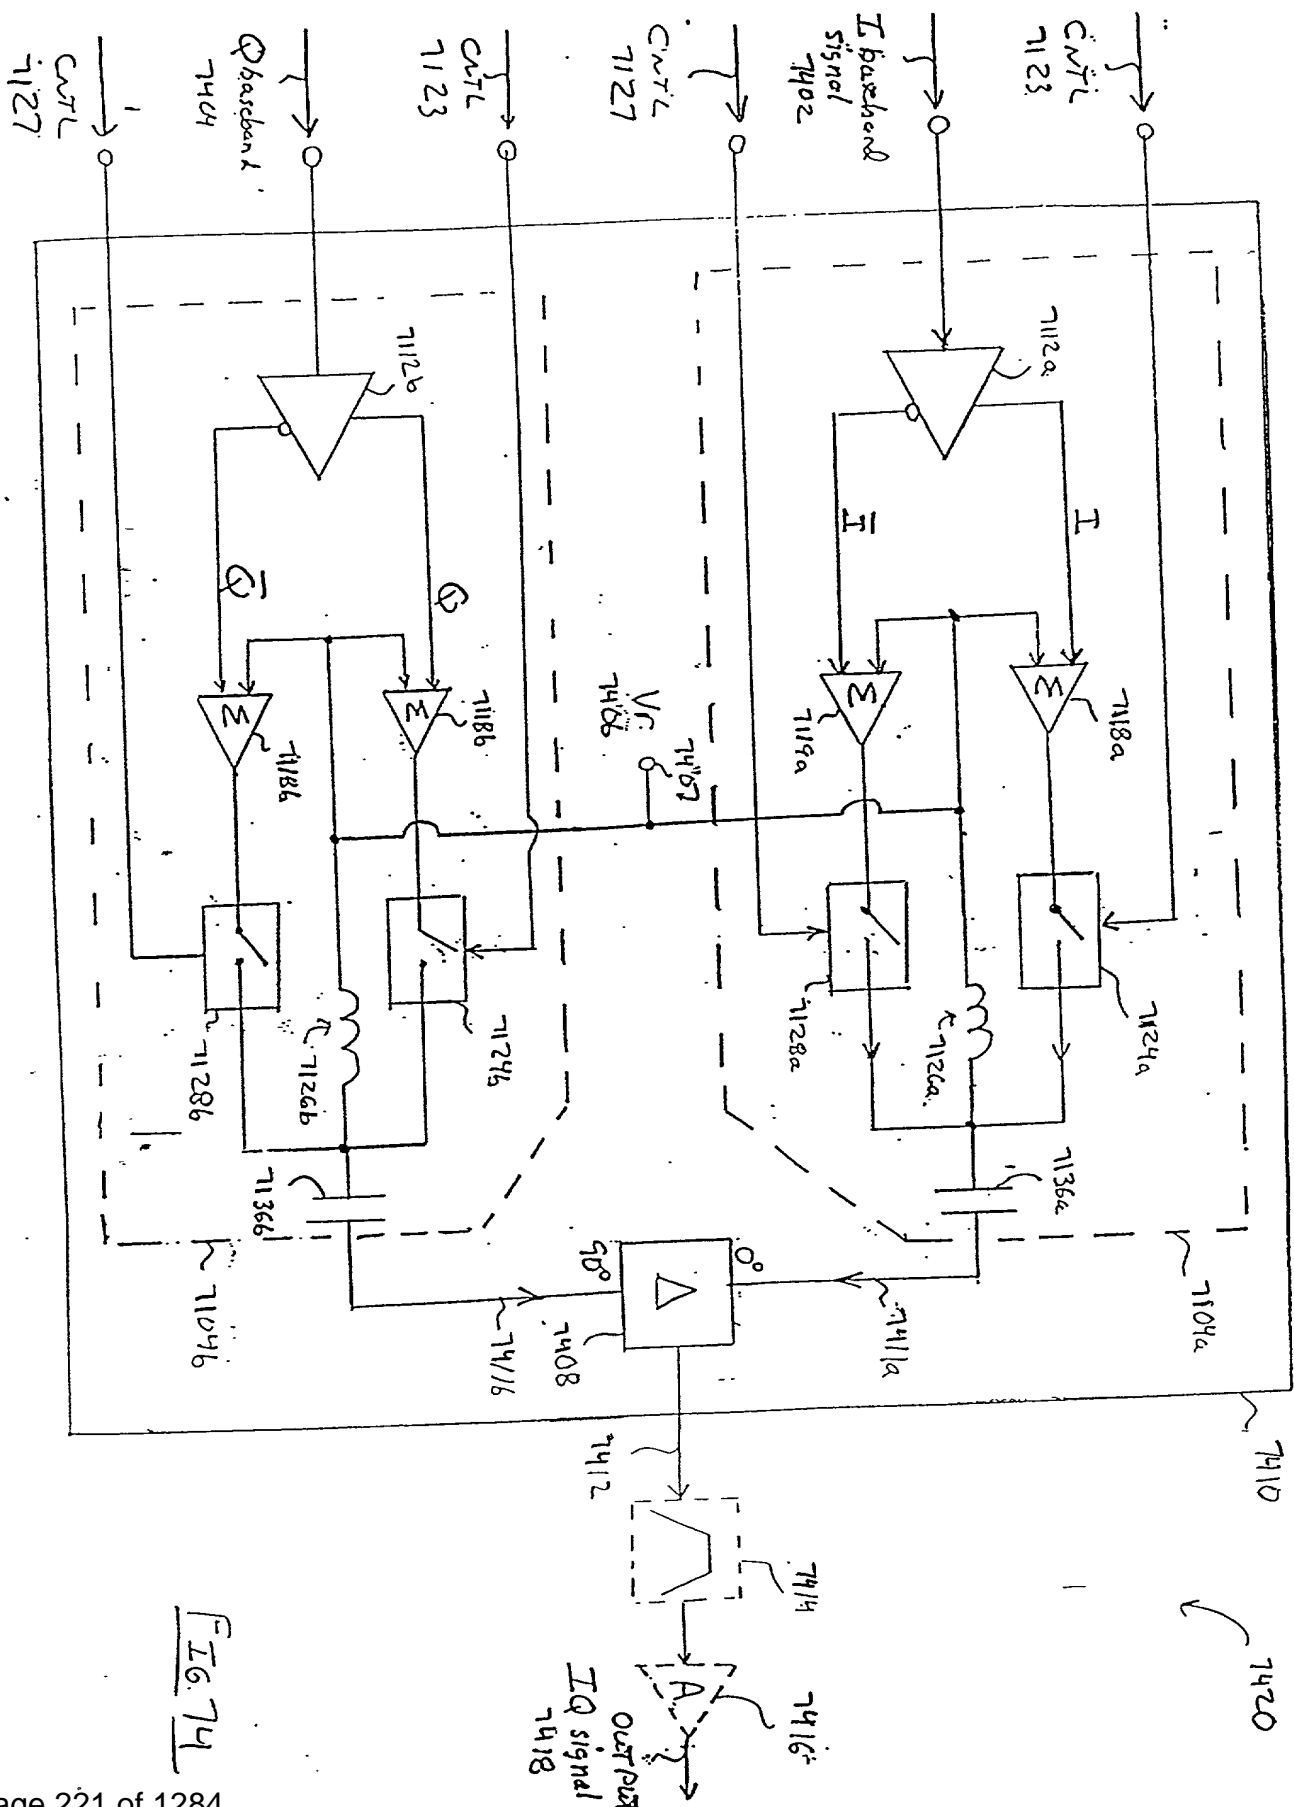 CNTL
7123
I baseband
signal
7402
CNTL
7127
CNTL
7123
Q baseband
7404
CNTL
7127
7112a
I
I̅
Σ
7118a
Σ
7119a
7124a
7128a
7126a
7136a
7104a
7112b
Q
Q̅
Σ
7118b
Σ
7118b
7124b
7128b
7126b
7136b
7104b
Vr
7406
7407
0°
90°
7408
7411a
7411b
7410
7412
7414
A
7416
OUTPUT
IQ signal
7418
7420
FIG. 74
age 221 of 1284